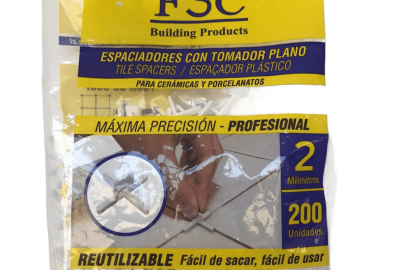 F3C
Building Products
ESPACIADORES CON TOMADOR PLANO
TILE SPACERS / ESPAÇADOR PLÁSTICO
PARA CERÁMICAS Y PORCELANATOS
MÁXIMA PRECISIÓN - PROFESIONAL
2
Milímetros
200
Unidades
REUTILIZABLE Fácil de sacar, fácil de usar